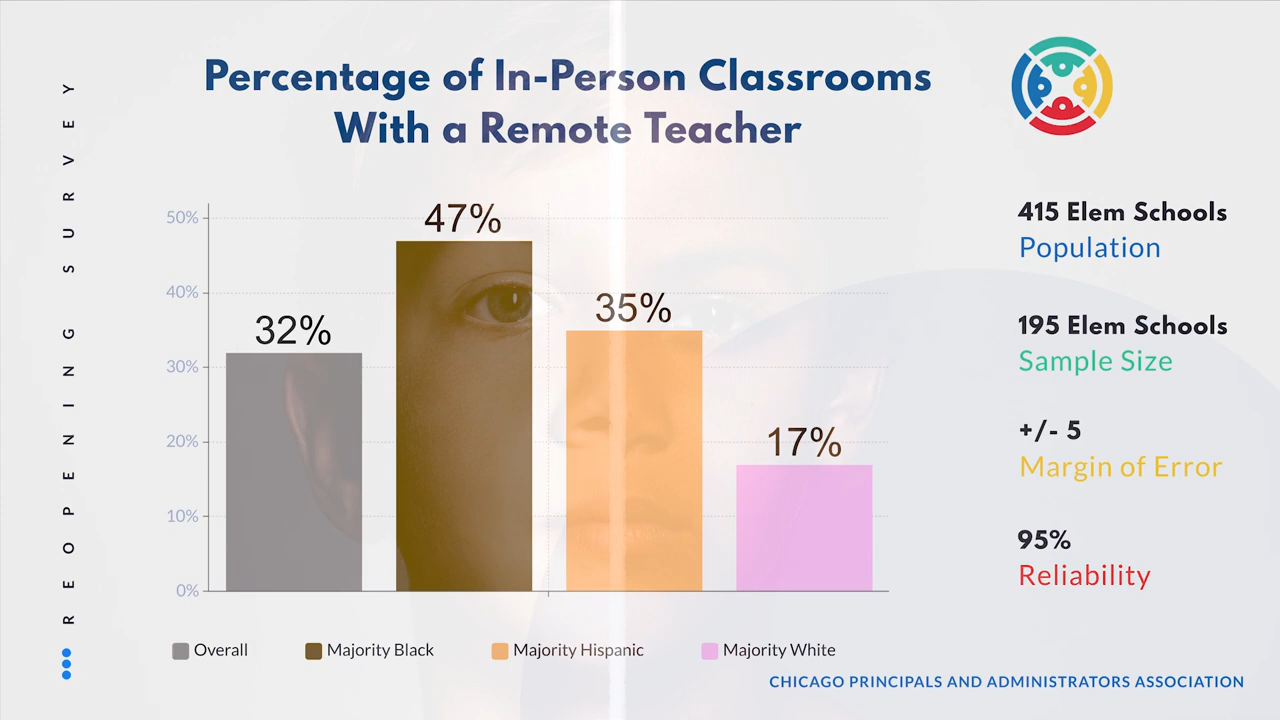 Percentage of In-Person Classrooms
With a Remote Teacher
REOPENING SURVEY
50%
40%
30%
20%
10%
0%
32%
47%
35%
17%
Overall
Majority Black
Majority Hispanic
Majority White
415 Elem Schools
Population
195 Elem Schools
Sample Size
+/- 5
Margin of Error
95%
Reliability
CHICAGO PRINCIPALS AND ADMINISTRATORS ASSOCIATION